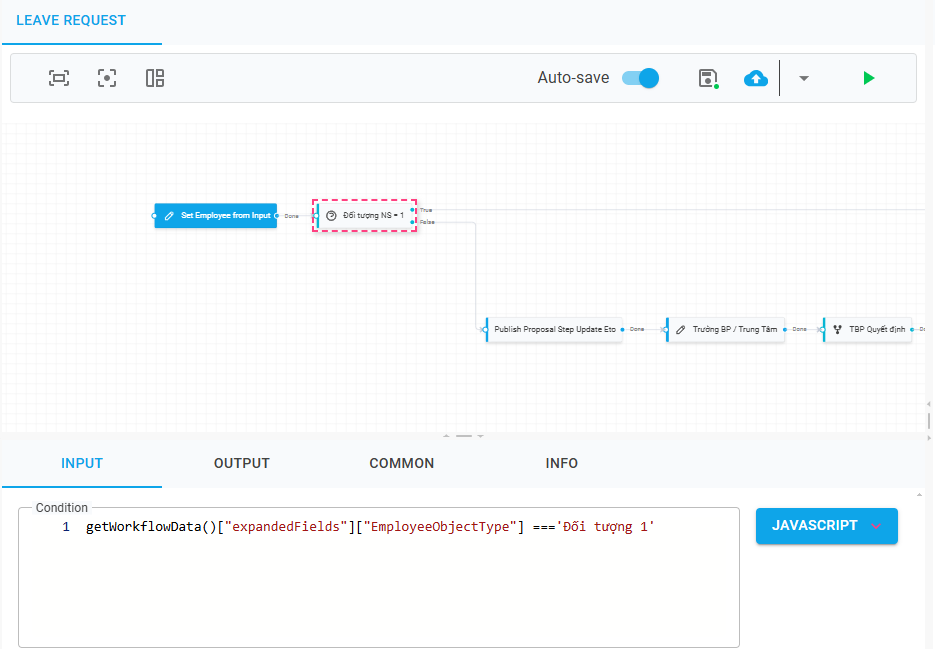 LEAVE REQUEST
Auto-save
Set Employee from Input
Done
Đối tượng NS = 1
True
False
Publish Proposal Step Update Eto
Done
Trưởng BP / Trung Tâm
Done
TBP Quyết định
INPUT
OUTPUT
COMMON
INFO
Condition
1 getWorkflowData()["expandedFields"]["EmployeeObjectType"] ==='Đối tượng 1'
JAVASCRIPT